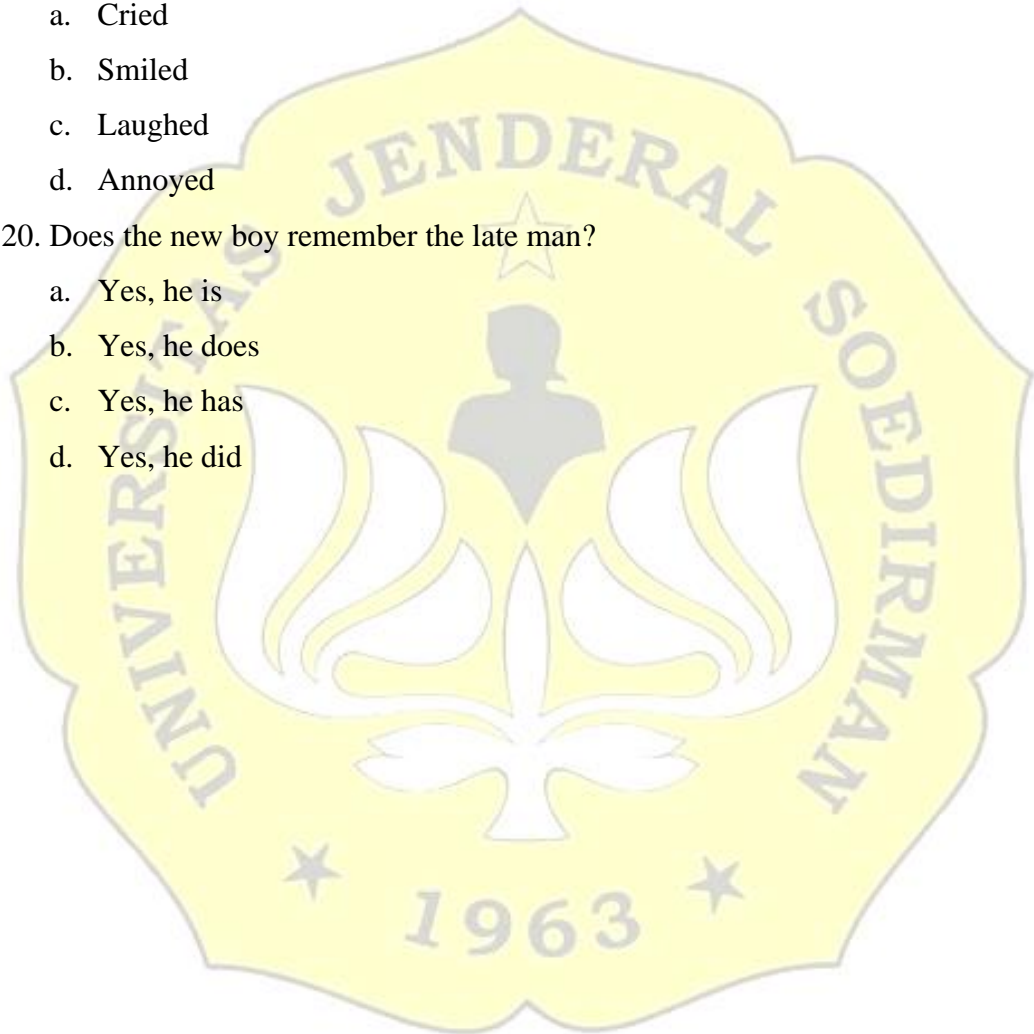 a. Cried
b. Smiled
c. Laughed
d. Annoyed
20. Does the new boy remember the late man?
a. Yes, he is
b. Yes, he does
c. Yes, he has
d. Yes, he did
UNIVERSITAS JENDERAL SOEDIRMAN
1963